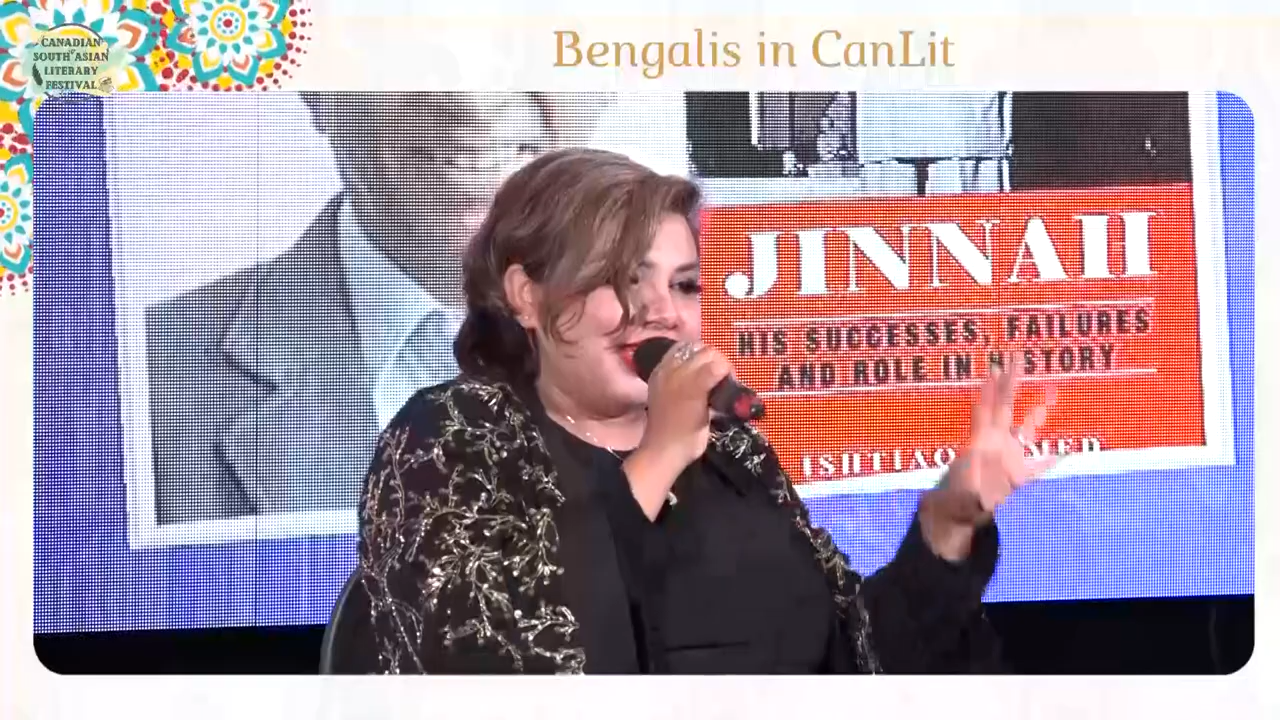 CANADIAN
SOUTH ASIAN
LITERARY
FESTIVAL
Bengalis in CanLit
JINNAH
HIS SUCCESSES, FAILURES
AND ROLE IN HISTORY